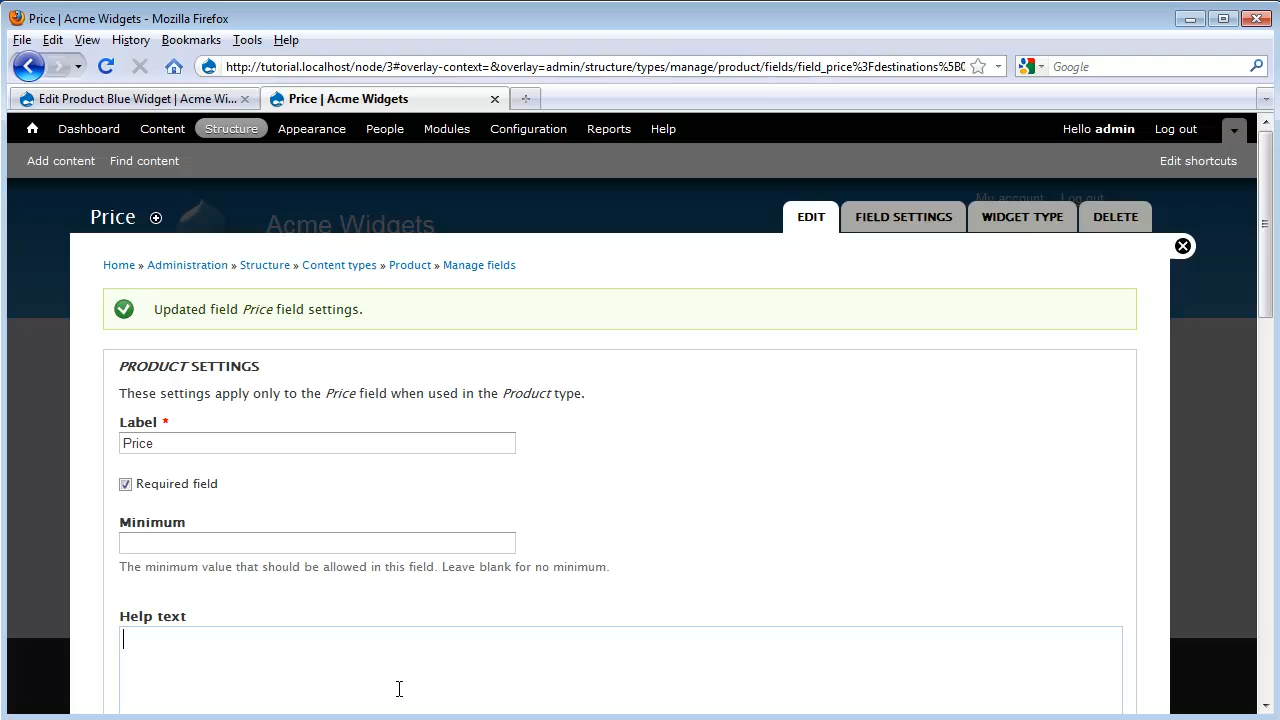 Price | Acme Widgets - Mozilla Firefox
File Edit View History Bookmarks Tools Help
http://tutorial.localhost/node/3#overlay-context=&overlay=admin/structure/types/manage/product/fields/field_price%3Fdestinations%5B0 Google
Edit Product Blue Widget | Acme Wi... Price | Acme Widgets
Dashboard Content Structure Appearance People Modules Configuration Reports Help Hello admin Log out
Add content Find content Edit shortcuts
My account Log out
Price Acme Widgets EDIT FIELD SETTINGS WIDGET TYPE DELETE
Home » Administration » Structure » Content types » Product » Manage fields
Updated field Price field settings.
PRODUCT SETTINGS
These settings apply only to the Price field when used in the Product type.
Label *
Price
Required field
Minimum
The minimum value that should be allowed in this field. Leave blank for no minimum.
Help text